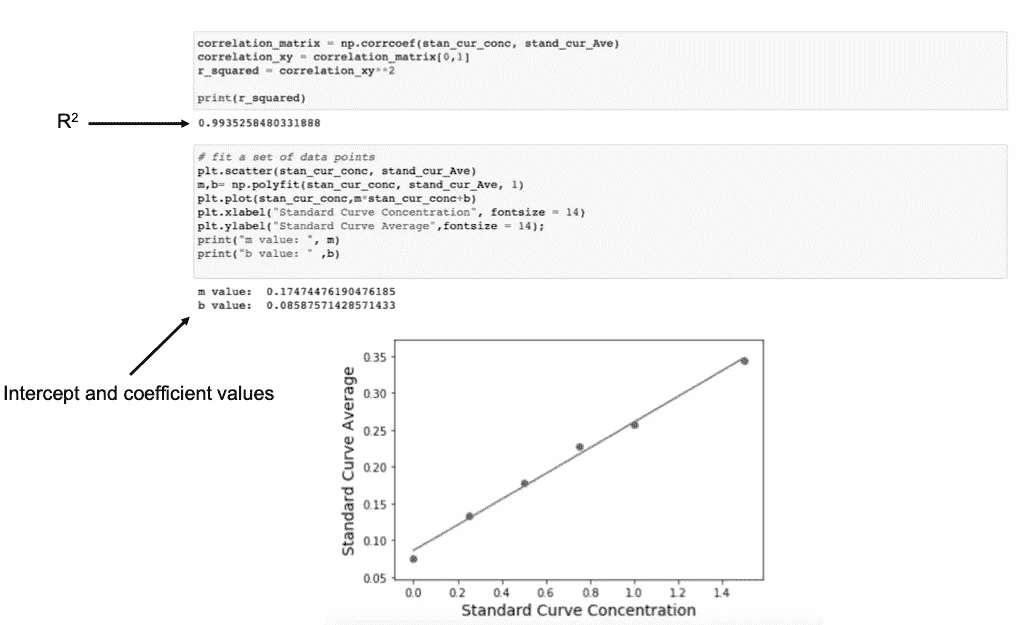 correlation_matrix = np.corrcoef(stan_cur_conc, stand_cur_Ave)
correlation_xy = correlation_matrix[0,1]
r_squared = correlation_xy**2
print(r_squared)
R²
0.9935258480331888
# fit a set of data points
plt.scatter(stan_cur_conc, stand_cur_Ave)
m,b= np.polyfit(stan_cur_conc, stand_cur_Ave, 1)
plt.plot(stan_cur_conc,m*stan_cur_conc+b)
plt.xlabel("Standard Curve Concentration", fontsize = 14)
plt.ylabel("Standard Curve Average",fontsize = 14);
print("m value: ", m)
print("b value: " ,b)
m value:  0.17474476190476185
b value:  0.08587571428571433
Intercept and coefficient values
Standard Curve Average
0.35
0.30
0.25
0.20
0.15
0.10
0.05
0.0 0.2 0.4 0.6 0.8 1.0 1.2 1.4
Standard Curve Concentration